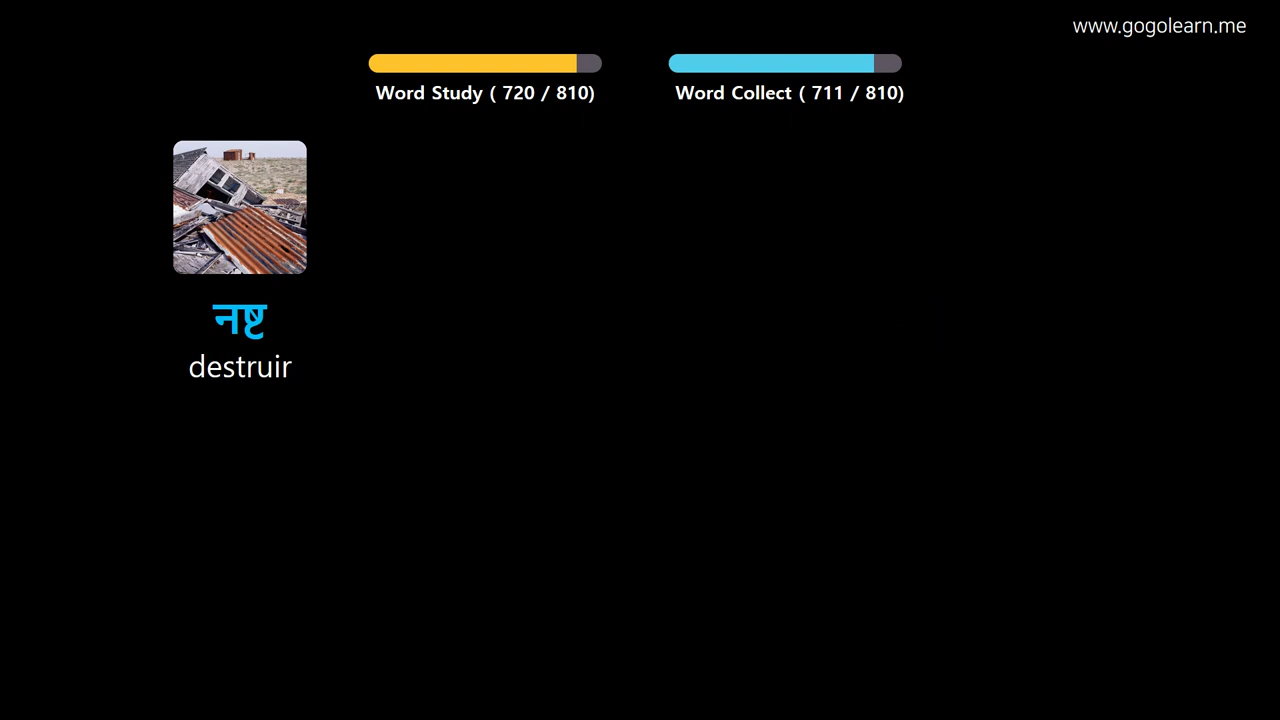 www.gogolearn.me
Word Study ( 720 / 810)
Word Collect ( 711 / 810)
नष्ट
destruir